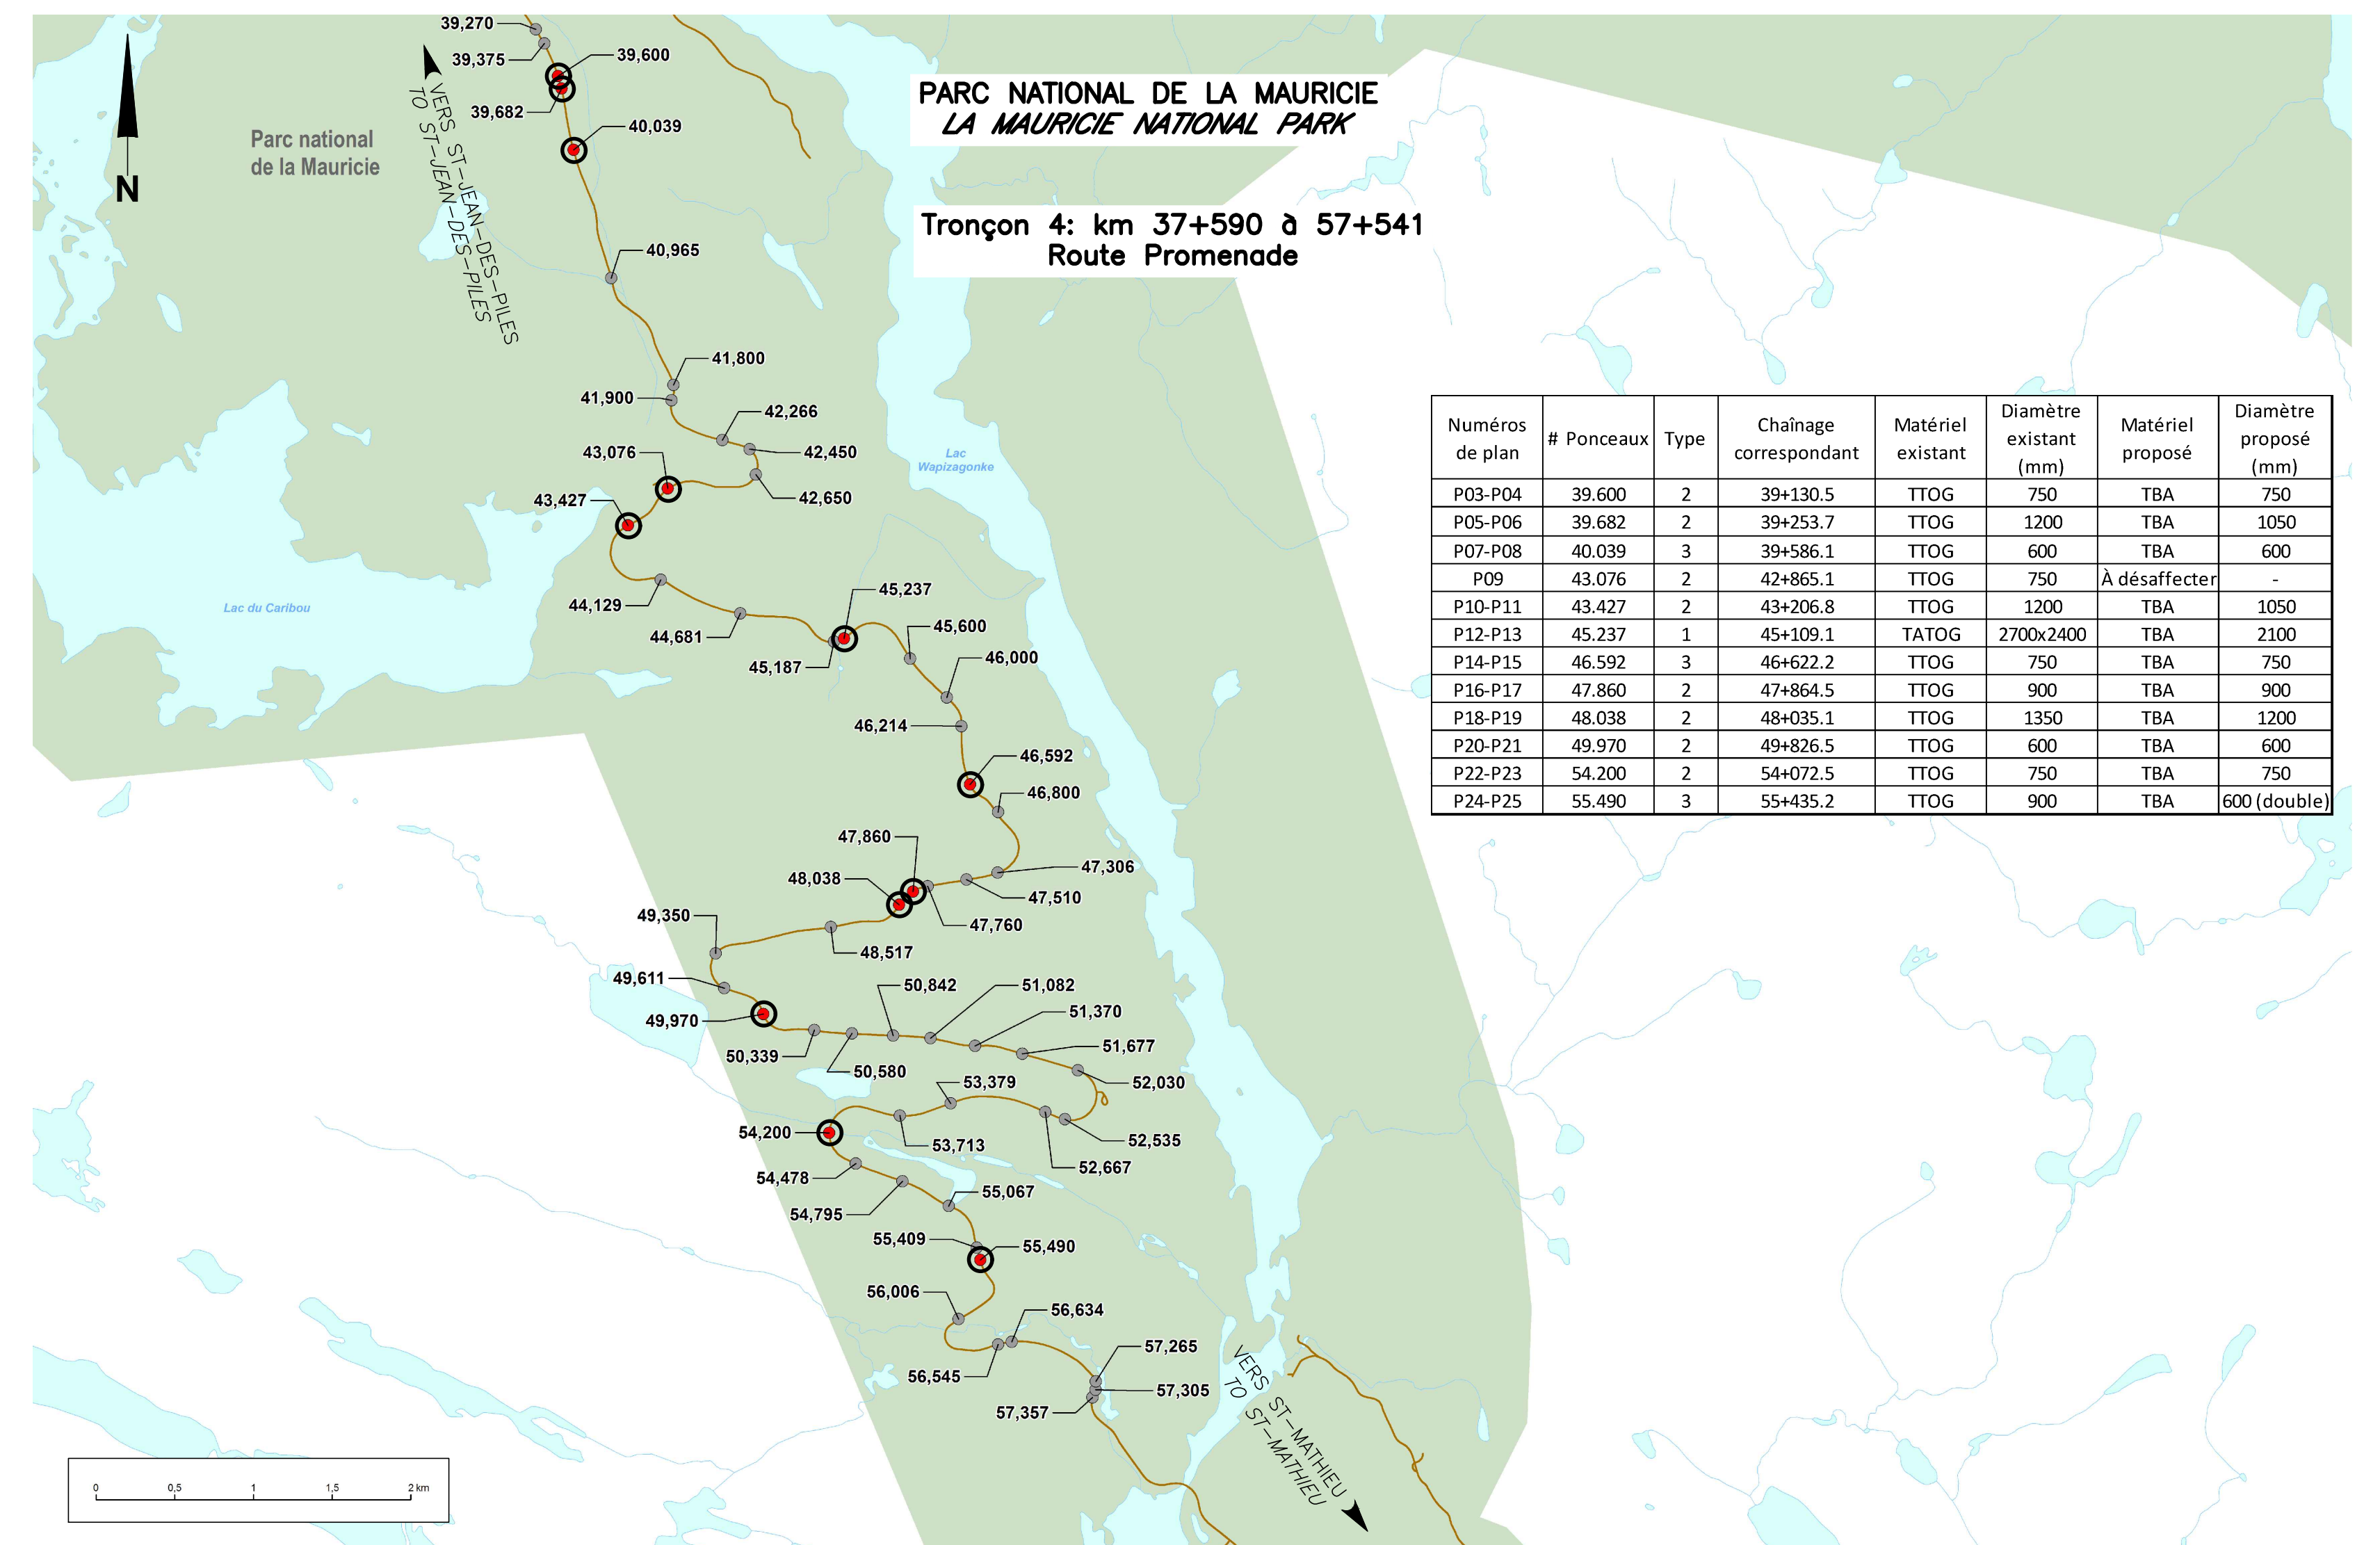 PARC NATIONAL DE LA MAURICIE
LA MAURICIE NATIONAL PARK
Tronçon 4: km 37+590 à 57+541
Route Promenade
N
Parc national
de la Mauricie
VERS ST-JEAN-DES-PILES
TO ST-JEAN-DES-PILES
39,270
39,375
39,600
39,682
40,039
40,965
41,800
41,900
42,266
42,450
43,076
42,650
43,427
Lac
Wapizagonke
Lac du Caribou
44,129
45,237
44,681
45,600
45,187
46,000
46,214
46,592
46,800
47,860
47,306
48,038
47,510
49,350
47,760
48,517
49,611
50,842
51,082
51,370
49,970
51,677
50,339
50,580
53,379
52,030
54,200
53,713
52,535
52,667
54,478
55,067
54,795
55,409
55,490
56,006
56,634
57,265
56,545
57,305
57,357
VERS ST-MATHIEU
TO ST-MATHIEU
0 0,5 1 1,5 2 km
Numéros de plan # Ponceaux Type Chaînage correspondant Matériel existant Diamètre existant (mm) Matériel proposé Diamètre proposé (mm)
P03-P04 39.600 2 39+130.5 TTOG 750 TBA 750
P05-P06 39.682 2 39+253.7 TTOG 1200 TBA 1050
P07-P08 40.039 3 39+586.1 TTOG 600 TBA 600
P09 43.076 2 42+865.1 TTOG 750 À désaffecter -
P10-P11 43.427 2 43+206.8 TTOG 1200 TBA 1050
P12-P13 45.237 1 45+109.1 TATOG 2700x2400 TBA 2100
P14-P15 46.592 3 46+622.2 TTOG 750 TBA 750
P16-P17 47.860 2 47+864.5 TTOG 900 TBA 900
P18-P19 48.038 2 48+035.1 TTOG 1350 TBA 1200
P20-P21 49.970 2 49+826.5 TTOG 600 TBA 600
P22-P23 54.200 2 54+072.5 TTOG 750 TBA 750
P24-P25 55.490 3 55+435.2 TTOG 900 TBA 600 (double)